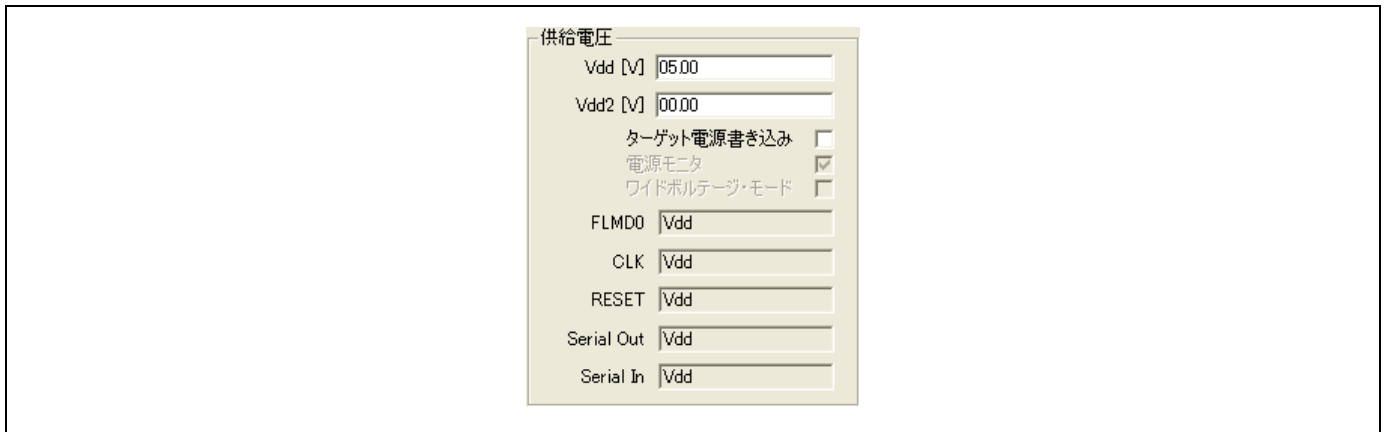 供給電圧
Vdd [V] 05.00
Vdd2 [V] 00.00
ターゲット電源書き込み
電源モニタ
ワイドボルテージ・モード
FLMD0 Vdd
CLK Vdd
RESET Vdd
Serial Out Vdd
Serial In Vdd